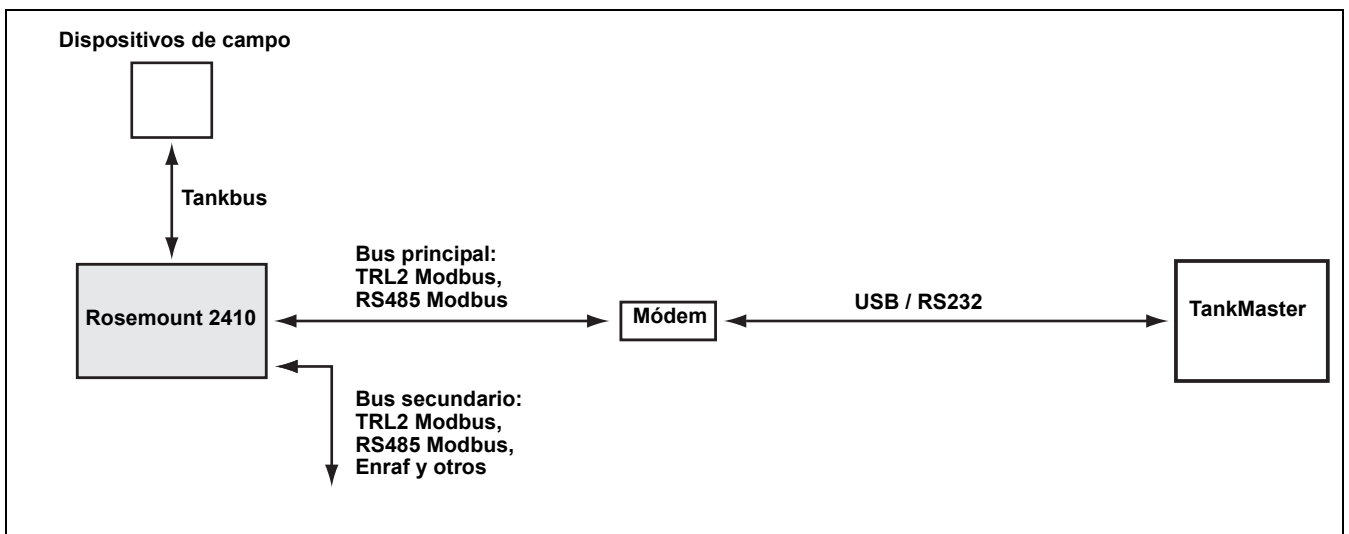 Dispositivos de campo
Tankbus
Bus principal:
TRL2 Modbus,
RS485 Modbus
Rosemount 2410
Módem
USB / RS232
TankMaster
Bus secundario:
TRL2 Modbus,
RS485 Modbus,
Enraf y otros